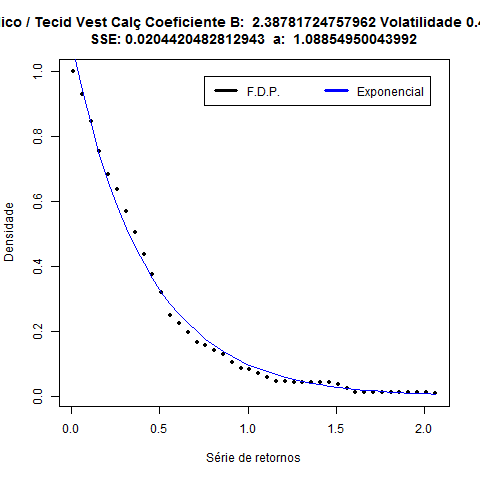 ico / Tecid Vest Calç Coeficiente B: 2.38781724757962 Volatilidade 0.4
SSE: 0.0204420482812943 a: 1.08854950043992
F.D.P. Exponencial
Densidade
1.0
0.8
0.6
0.4
0.2
0.0
0.0 0.5 1.0 1.5 2.0
Série de retornos